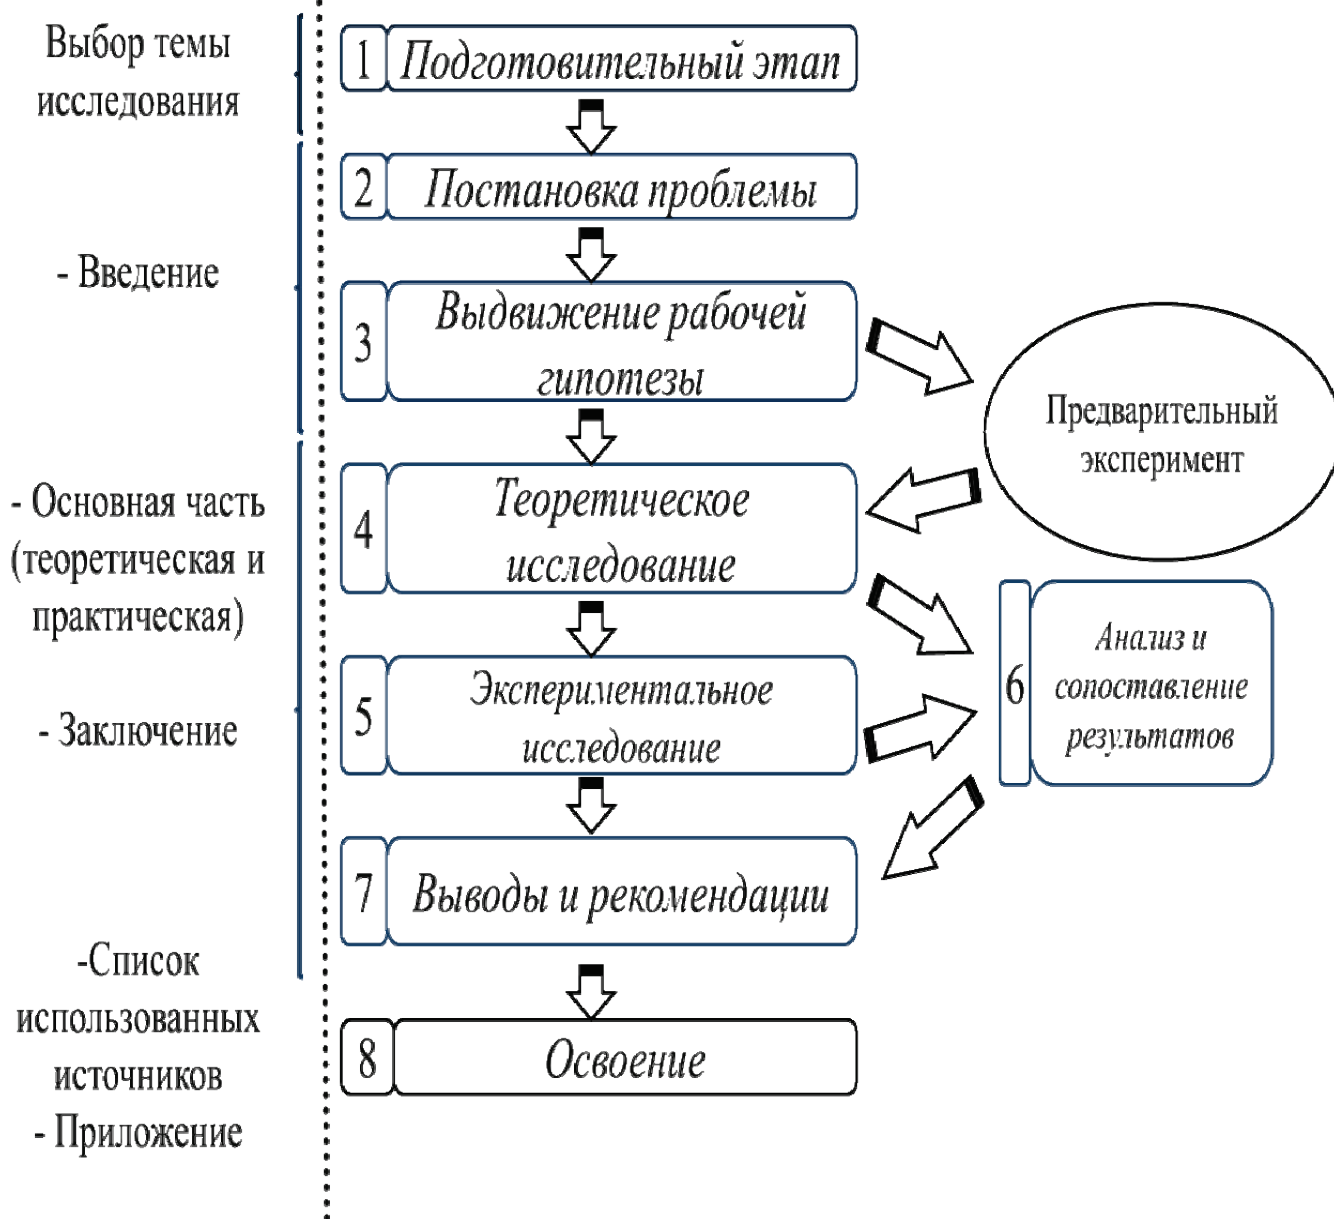 Выбор темы
исследования
- Введение
- Основная часть
(теоретическая и
практическая)
- Заключение
-Список
использованных
источников
- Приложение
1 Подготовительный этап
2 Постановка проблемы
3 Выдвижение рабочей
гипотезы
Предварительный
эксперимент
4 Теоретическое
исследование
5 Экспериментальное
исследование
6 Анализ и
сопоставление
результатов
7 Выводы и рекомендации
8 Освоение